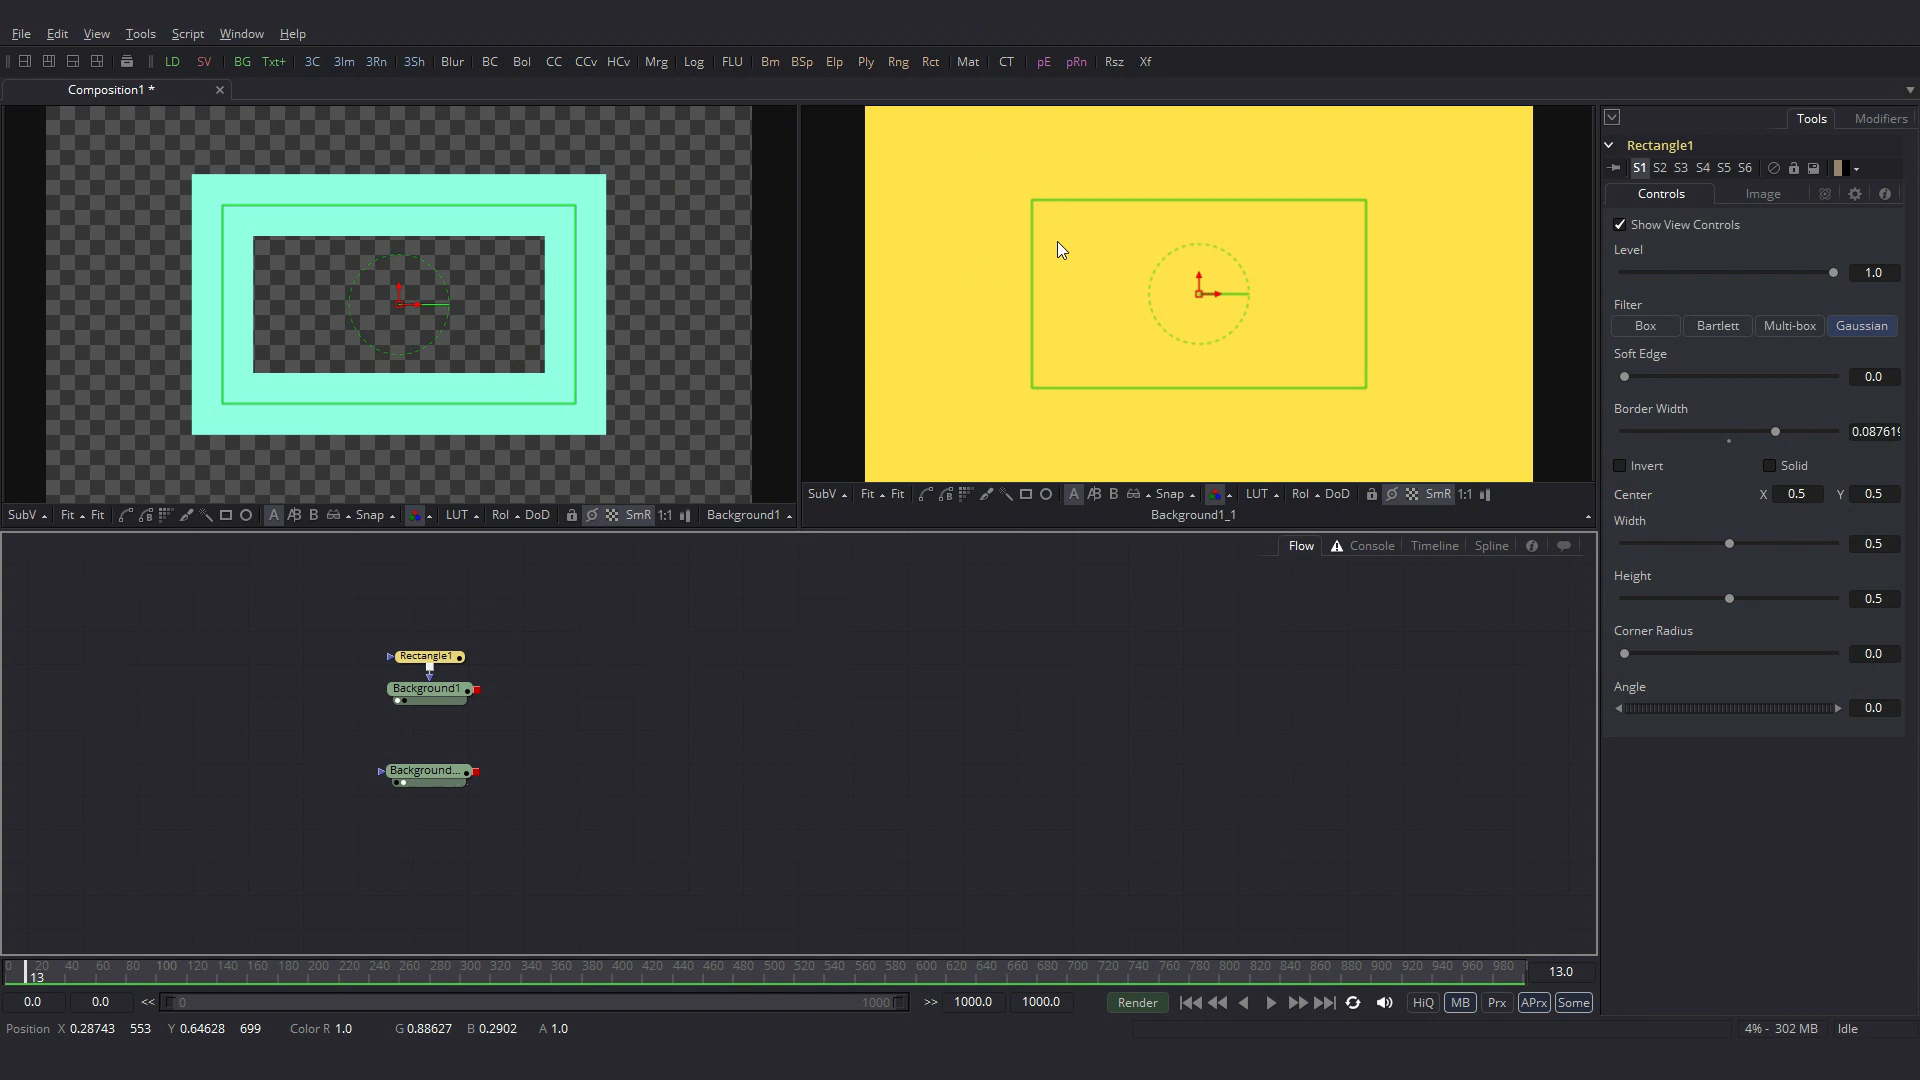 File Edit View Tools Script Window Help
LD SV BG Txt+ 3C 3Im 3Rn 3Sh Blur BC Bol CC CCv HCv Mrg Log FLU Bm BSp Elp Ply Rng Rct Mat CT pE pRn Rsz Xf
Composition1 *
Tools Modifiers
Rectangle1
S1 S2 S3 S4 S5 S6
Controls Image
Show View Controls
Level
1.0
Filter
Box Bartlett Multi-box Gaussian
Soft Edge
0.0
Border Width
0.087619
Invert Solid
Center X 0.5 Y 0.5
Width
0.5
Height
0.5
Corner Radius
0.0
Angle
0.0
SubV Fit Fit A B Snap LUT RoI DoD SmR 1:1 Background1
SubV Fit Fit A B Snap LUT RoI DoD SmR 1:1
Background1_1
Flow Console Timeline Spline
Rectangle1
Background1
Background...
0 20 40 60 80 100 120 140 160 180 200 220 240 260 280 300 320 340 360 380 400 420 440 460 480 500 520 540 560 580 600 620 640 660 680 700 720 740 760 780 800 820 840 860 880 900 920 940 960 980
13
13.0
0.0 0.0 << 0 1000 >> 1000.0 1000.0 Render HiQ MB Prx APrx Some
Position X 0.28743 553 Y 0.64628 699 Color R 1.0 G 0.88627 B 0.2902 A 1.0 4% - 302 MB Idle